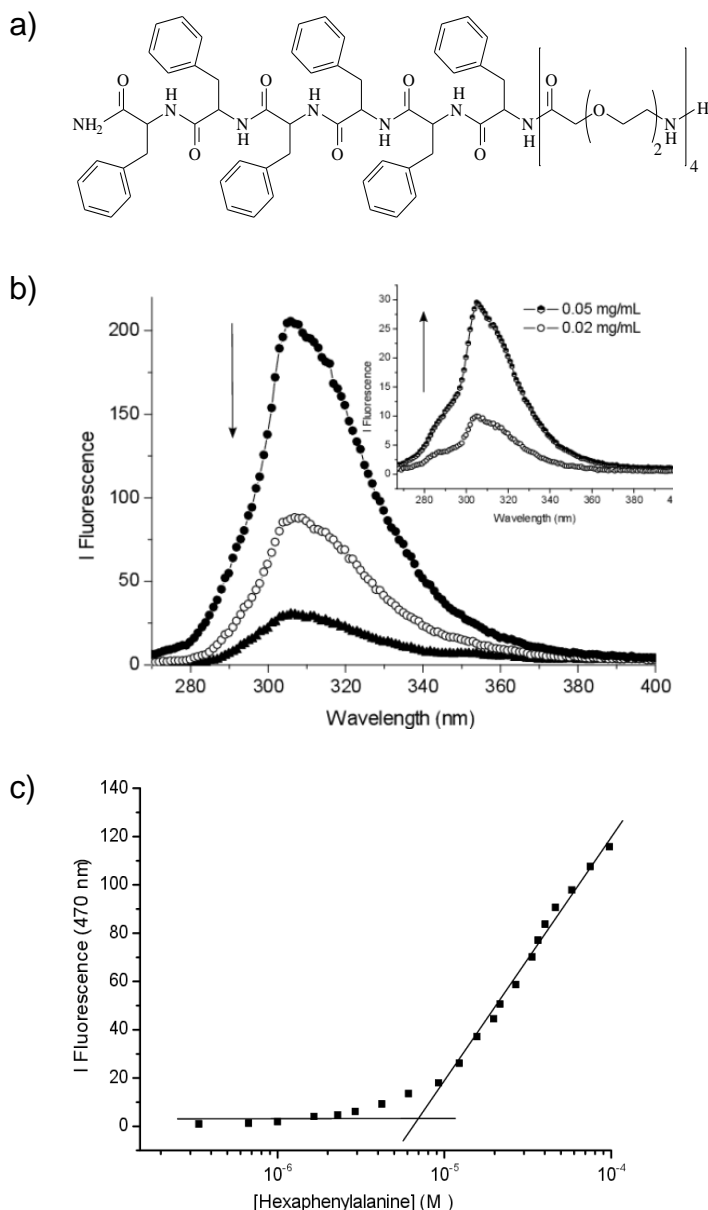 a)
NH2
O
N
H
O
H
N
O
N
H
O
H
N
O
N
H
O
H
N
O
O
2
N
H
H
4
b)
I Fluorescence
200
150
100
50
0
280
300
320
340
360
380
400
Wavelength (nm)
I Fluorescence
30
25
20
15
10
5
0
0.05 mg/mL
0.02 mg/mL
280
300
320
340
360
380
4
Wavelength (nm)
c)
I Fluorescence (470 nm)
140
120
100
80
60
40
20
0
10-6
10-5
10-4
[Hexaphenylalanine] (M )